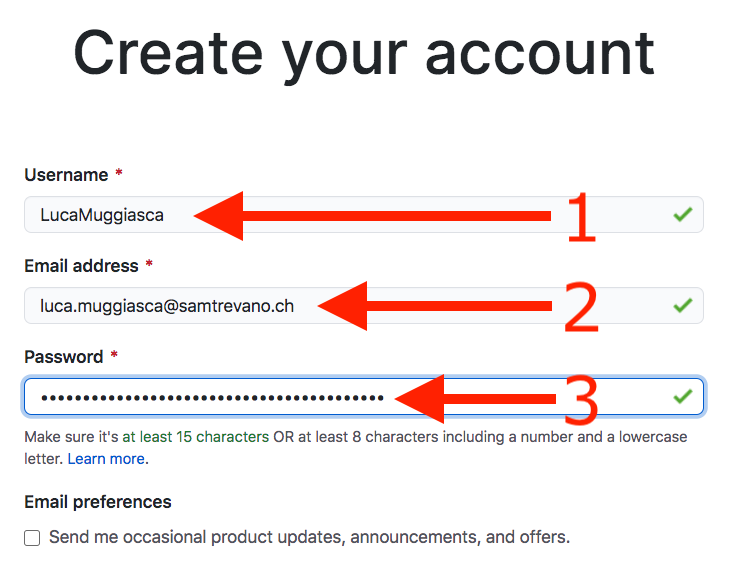 Create your account
Username *
LucaMuggiasca 1
Email address *
luca.muggiasca@samtrevano.ch 2
Password *
••••••••••••••••••••••••••••••••••••••••• 3
Make sure it's at least 15 characters OR at least 8 characters including a number and a lowercase
letter. Learn more.
Email preferences
Send me occasional product updates, announcements, and offers.